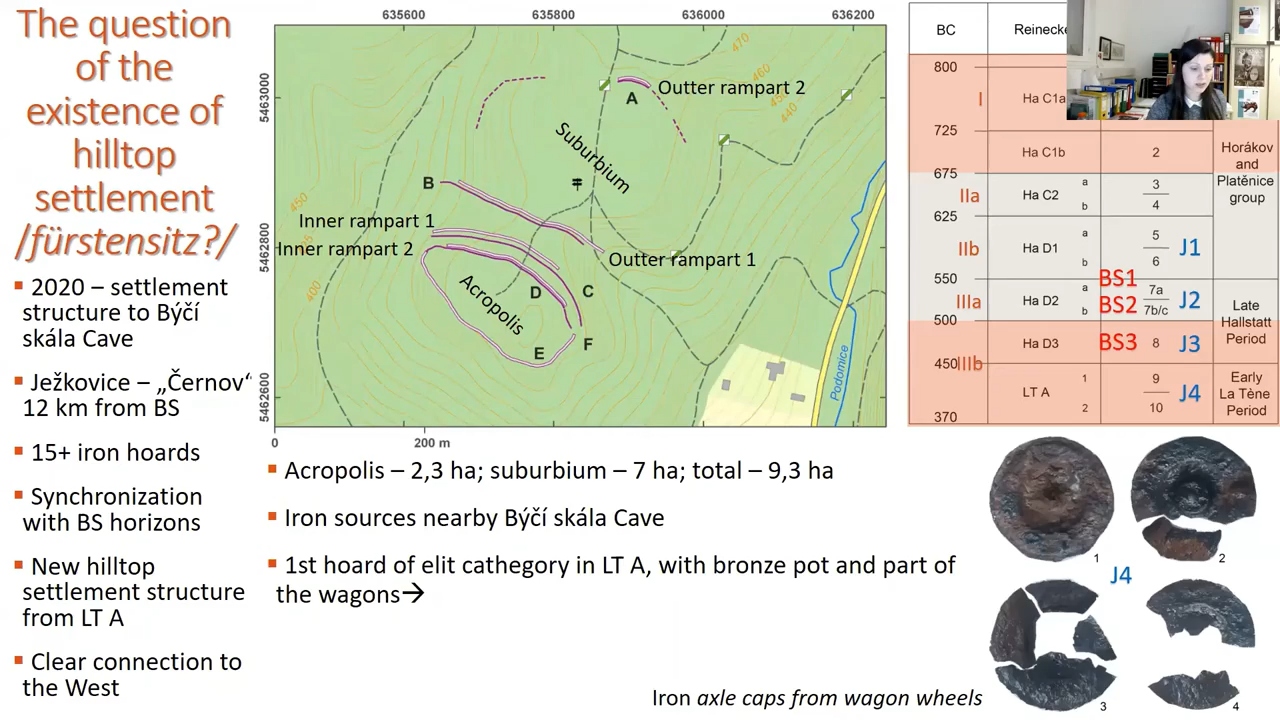 The question
of the
existence of
hilltop
settlement
/fürstensitz?/
2020 – settlement
structure to Býčí
skála Cave
Ježkovice – „Černov“
12 km from BS
15+ iron hoards
Synchronization
with BS horizons
New hilltop
settlement structure
from LT A
Clear connection to
the West
635600 635800 636000 636200
5463000
5462800
5462600
470
460
450
440
450
400
A
Outter rampart 2
Suburbium
B
Inner rampart 1
Inner rampart 2
Outter rampart 1
Acropolis
D
C
E
F
Podomice
0 200 m
Acropolis – 2,3 ha; suburbium – 7 ha; total – 9,3 ha
Iron sources nearby Býčí skála Cave
1st hoard of elit cathegory in LT A, with bronze pot and part of
the wagons→
BC Reinecke
800
I Ha C1a
725
Ha C1b 2
Horákov
and
Platěnice
group
675
IIa Ha C2 a b 3 4
625
IIb Ha D1 a b 5 6 J1
550
BS1
IIIa Ha D2 a b BS2 7a 7b/c J2
500
Late
Hallstatt
Period
Ha D3 BS3 8 J3
450 IIIb
LT A 1 2 9 10 J4
Early
La Tène
Period
370
1
2
J4
3
4
Iron axle caps from wagon wheels